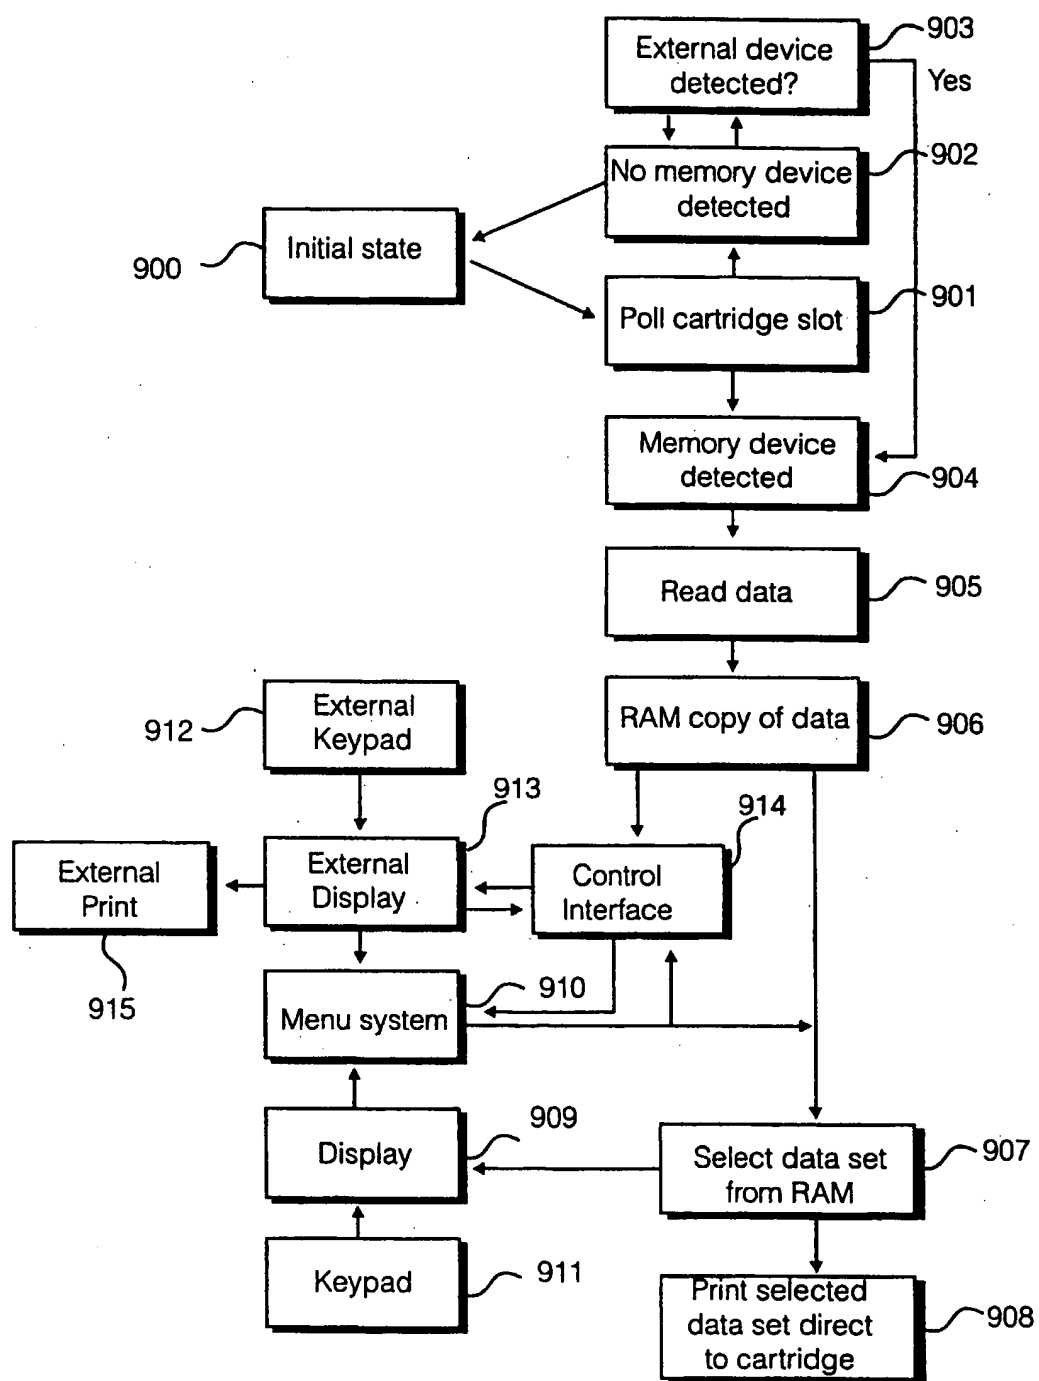 External device
detected?
903
Yes
No memory device
detected
902
Initial state
900
Poll cartridge slot
901
Memory device
detected
904
Read data
905
RAM copy of data
906
External
Keypad
912
External
Display
913
Control
Interface
914
External
Print
915
Menu system
910
Display
909
Select data set
from RAM
907
Keypad
911
Print selected
data set direct
to cartridge
908